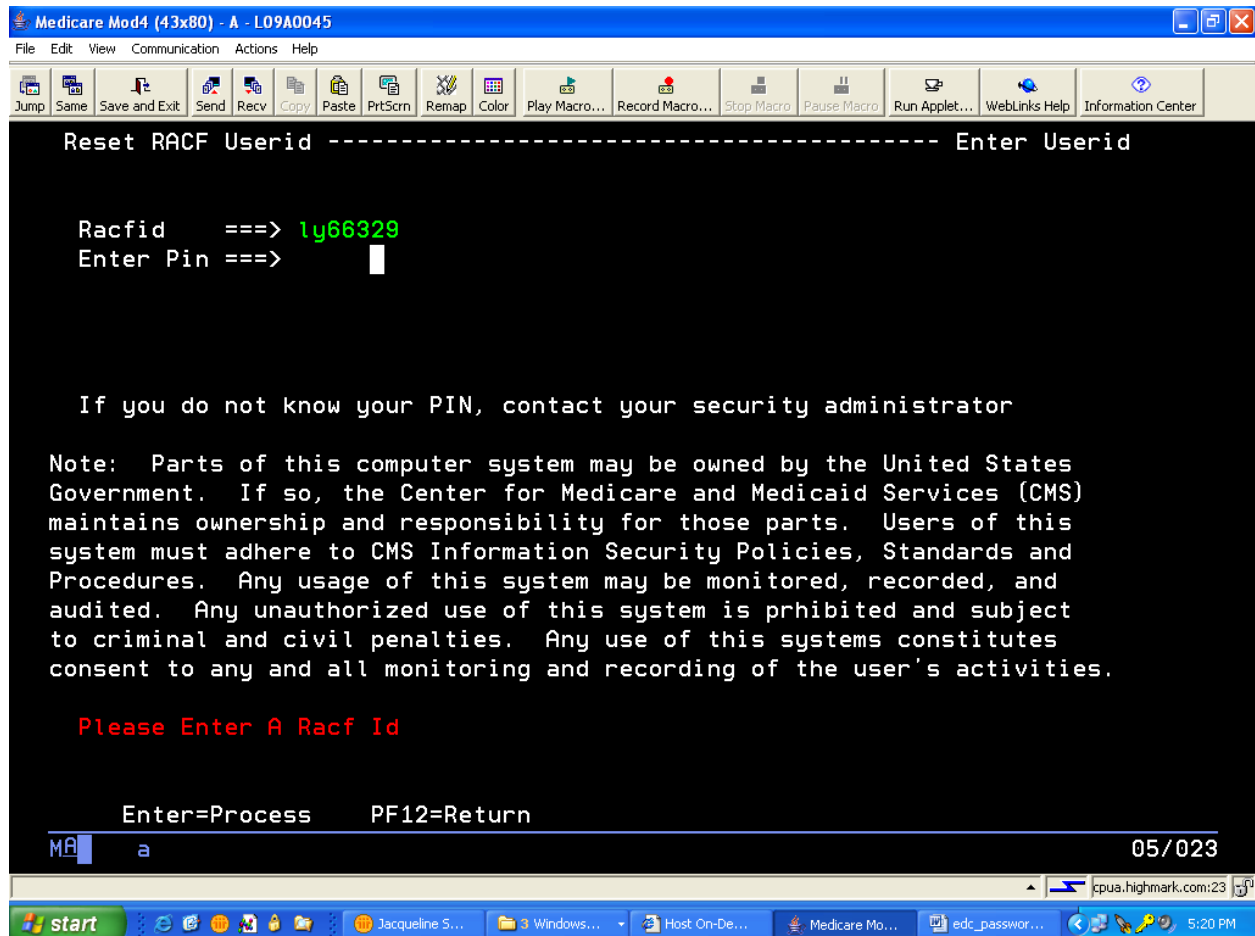 Medicare Mod4 (43x80) - A - L09A0045
File Edit View Communication Actions Help
Jump Same Save and Exit Send Recv Copy Paste PrtScrn Remap Color Play Macro... Record Macro... Stop Macro Pause Macro Run Applet... WebLinks Help Information Center
Reset RACF Userid ------------------------------------------ Enter Userid
Racfid ===> ly66329
Enter Pin ===>
If you do not know your PIN, contact your security administrator
Note: Parts of this computer system may be owned by the United States
Government. If so, the Center for Medicare and Medicaid Services (CMS)
maintains ownership and responsibility for those parts. Users of this
system must adhere to CMS Information Security Policies, Standards and
Procedures. Any usage of this system may be monitored, recorded, and
audited. Any unauthorized use of this system is prhibited and subject
to criminal and civil penalties. Any use of this systems constitutes
consent to any and all monitoring and recording of the user's activities.
Please Enter A Racf Id
Enter=Process PF12=Return
MA a 05/023
cpua.highmark.com:23
start Jacqueline S... 3 Windows... Host On-De... Medicare Mo... edc_passwor... 5:20 PM